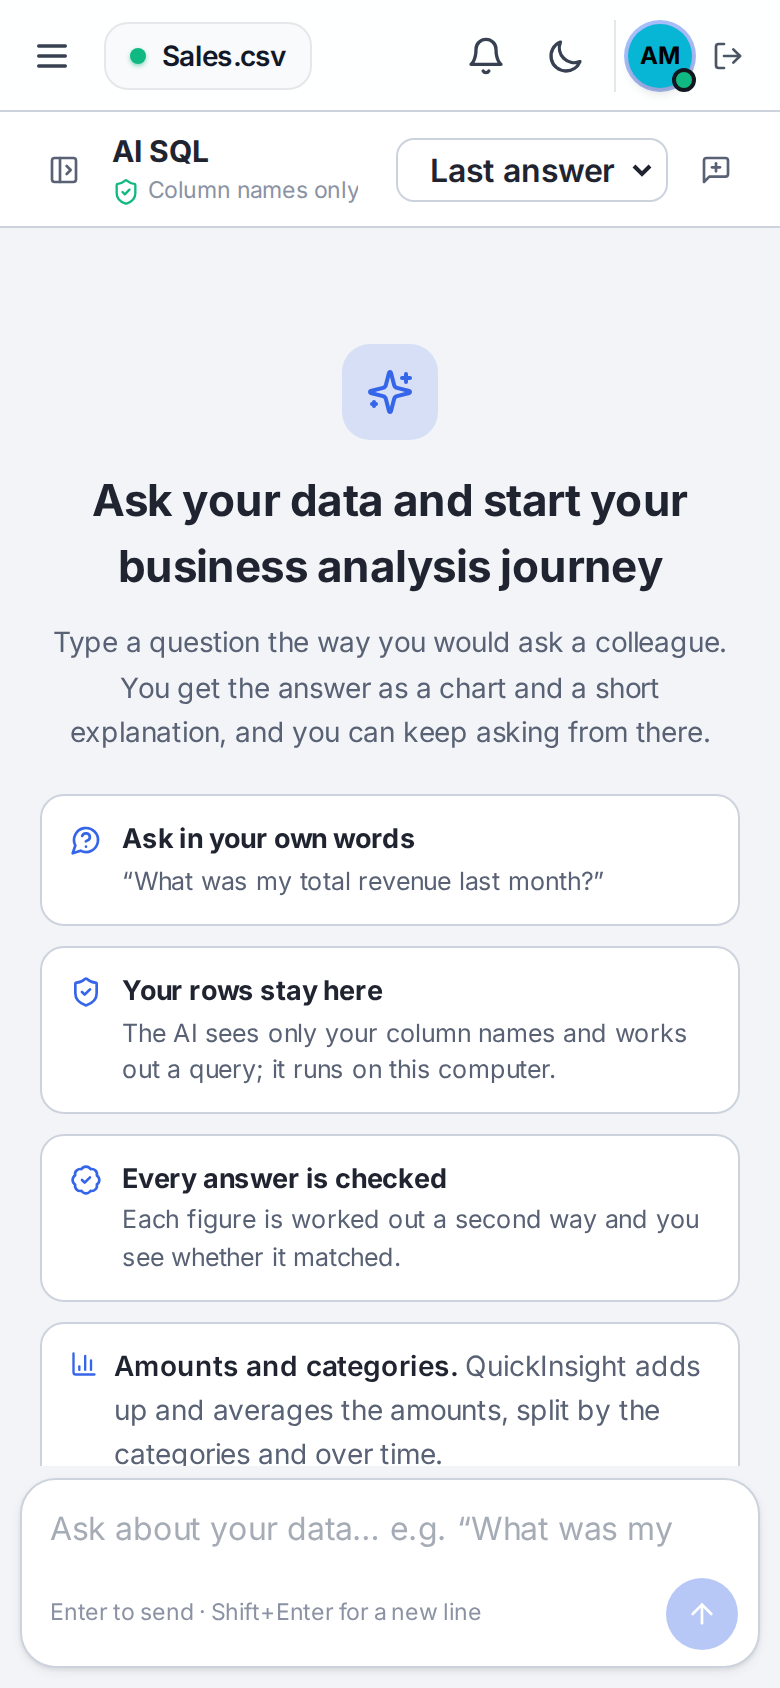 Sales.csv
AM
AI SQL
Column names only
Last answer
Ask your data and start your
business analysis journey
Type a question the way you would ask a colleague.
You get the answer as a chart and a short
explanation, and you can keep asking from there.
Ask in your own words
“What was my total revenue last month?”
Your rows stay here
The AI sees only your column names and works
out a query; it runs on this computer.
Every answer is checked
Each figure is worked out a second way and you
see whether it matched.
Amounts and categories. QuickInsight adds
up and averages the amounts, split by the
categories and over time.
Ask about your data... e.g. “What was my
Enter to send · Shift+Enter for a new line